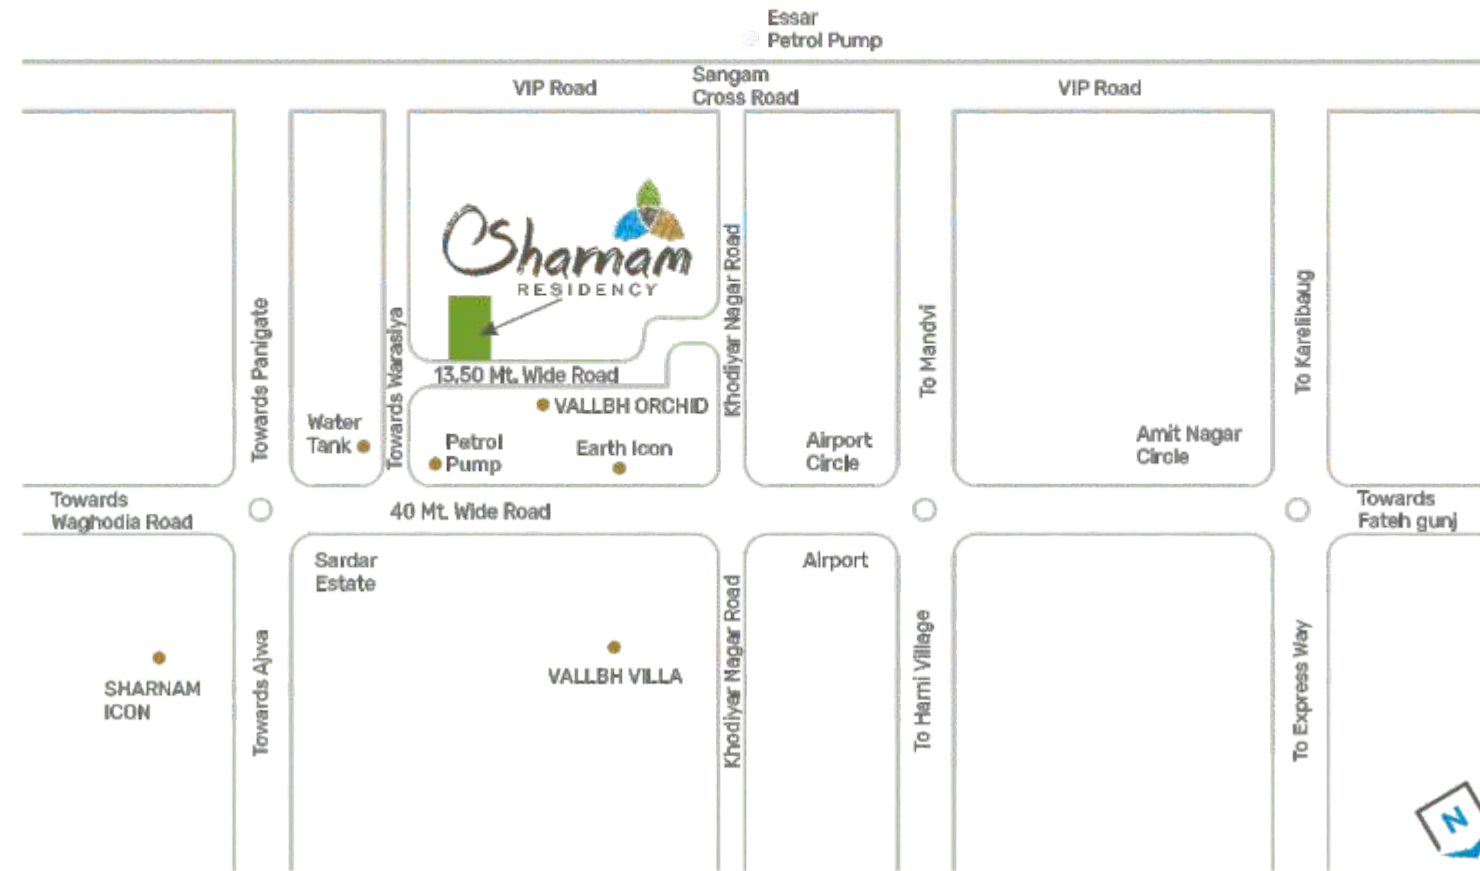 Essar
Petrol Pump
VIP Road
Sangam
Cross Road
VIP Road
Sharnam
RESIDENCY
Towards Panigate
Towards Warasiya
Khodiyar Nagar Road
To Mandvi
To Karelibaug
13.50 Mt. Wide Road
VALLBH ORCHID
Water
Tank
Petrol
Pump
Earth Icon
Airport
Circle
Amit Nagar
Circle
Towards
Waghodia Road
40 Mt. Wide Road
Towards
Fateh gunj
Sardar
Estate
Airport
Towards Ajwa
Khodiyar Nagar Road
To Harni Village
To Express Way
SHARNAM
ICON
VALLBH VILLA
N